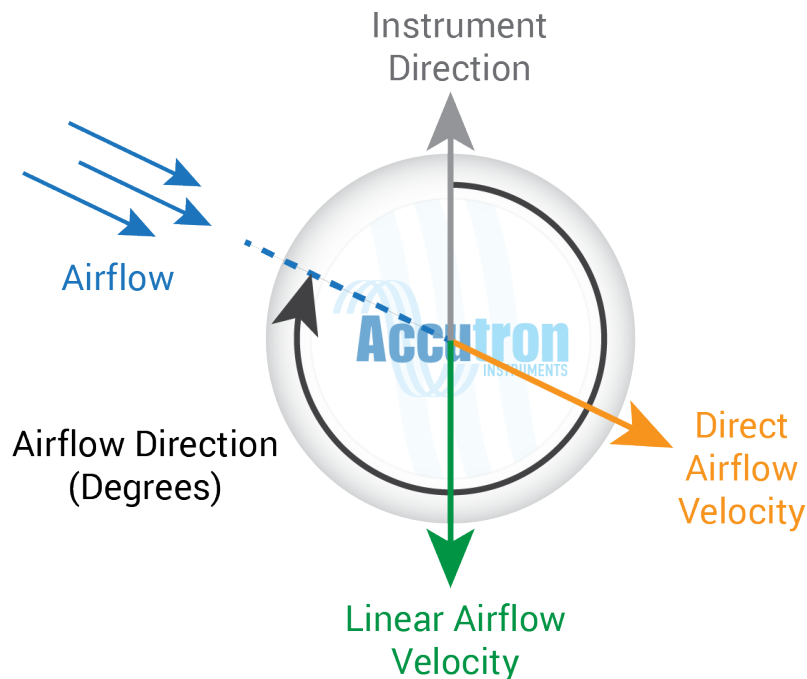 Instrument
Direction
Airflow
Accutron
INSTRUMENTS
Airflow Direction
(Degrees)
Direct
Airflow
Velocity
Linear Airflow
Velocity